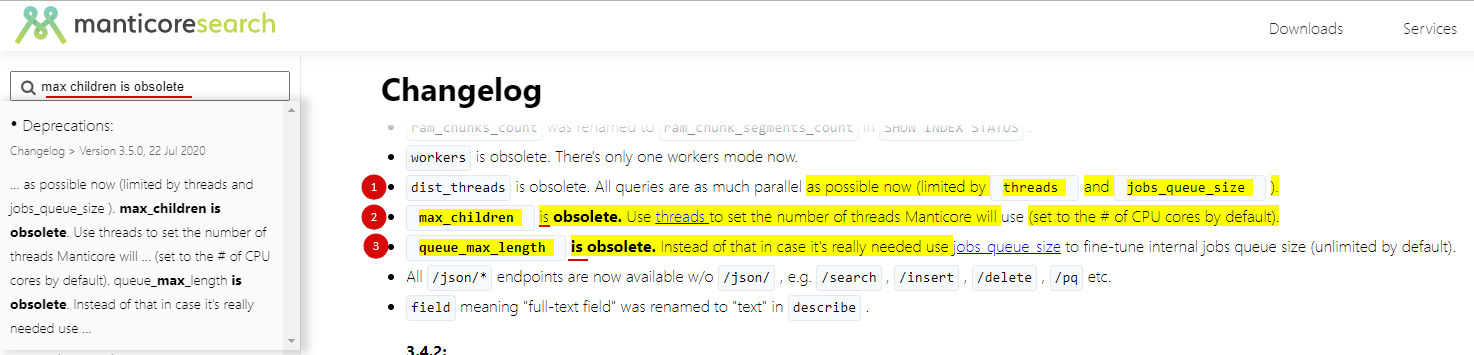 manticoresearch
Downloads
Services
max children is obsolete
• Deprecations:
Changelog > Version 3.5.0, 22 Jul 2020
... as possible now (limited by threads and
jobs_queue_size ). max_children is
obsolete. Use threads to set the number of
threads Manticore will ... (set to the # of CPU
cores by default). queue_max_length is
obsolete. Instead of that in case it's really
needed use ...
Changelog
• ram_chunks_count was renamed to ram_chunk_segments_count in SHOW INDEX STATUS .
• workers is obsolete. There's only one workers mode now.
1 • dist_threads is obsolete. All queries are as much parallel as possible now (limited by threads and jobs_queue_size ).
2 • max_children is obsolete. Use threads to set the number of threads Manticore will use (set to the # of CPU cores by default).
3 • queue_max_length is obsolete. Instead of that in case it's really needed use jobs_queue_size to fine-tune internal jobs queue size (unlimited by default).
• All /json/* endpoints are now available w/o /json/ , e.g. /search , /insert , /delete , /pq etc.
• field meaning "full-text field" was renamed to "text" in describe .
3.4.2: